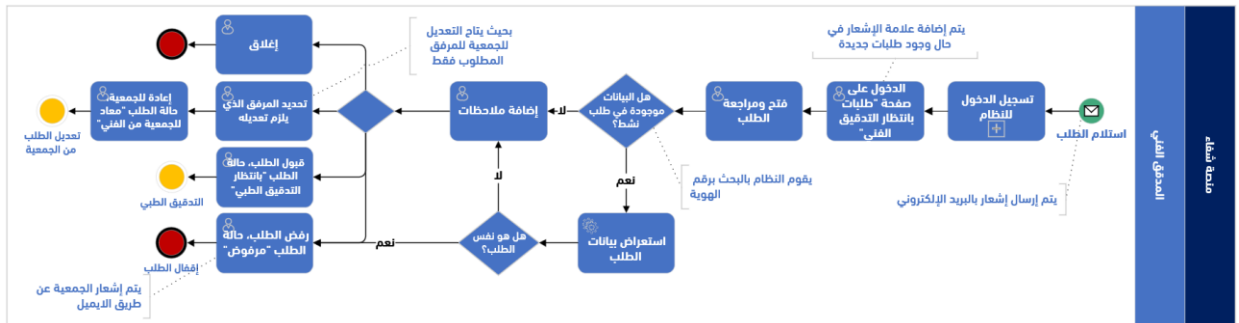 منصة شفاء
المدقق الفني
استلام الطلب
يتم إرسال إشعار بالبريد الإلكتروني
تسجيل الدخول
للنظام
يتم إضافة علامة الإشعار في
حال وجود طلبات جديدة
الدخول على
صفحة "طلبات
بانتظار التدقيق
الفني"
فتح ومراجعة
الطلب
هل البيانات
موجودة في طلب
نشط؟
يقوم النظام بالبحث برقم
الهوية
لا
نعم
استعراض بيانات
الطلب
هل هو نفس
الطلب؟
لا
نعم
إضافة ملاحظات
إغلاق
بحيث يتاح التعديل
للجمعية للمرفق
المطلوب فقط
تحديد المرفق الذي
يلزم تعديله
إعادة للجمعية،
حالة الطلب "معاد
للجمعية من الفني"
تعديل الطلب
من الجمعية
قبول الطلب، حالة
الطلب "بانتظار
التدقيق الطبي"
التدقيق الطبي
رفض الطلب، حالة
الطلب "مرفوض"
إقفال الطلب
يتم إشعار الجمعية عن
طريق الايميل